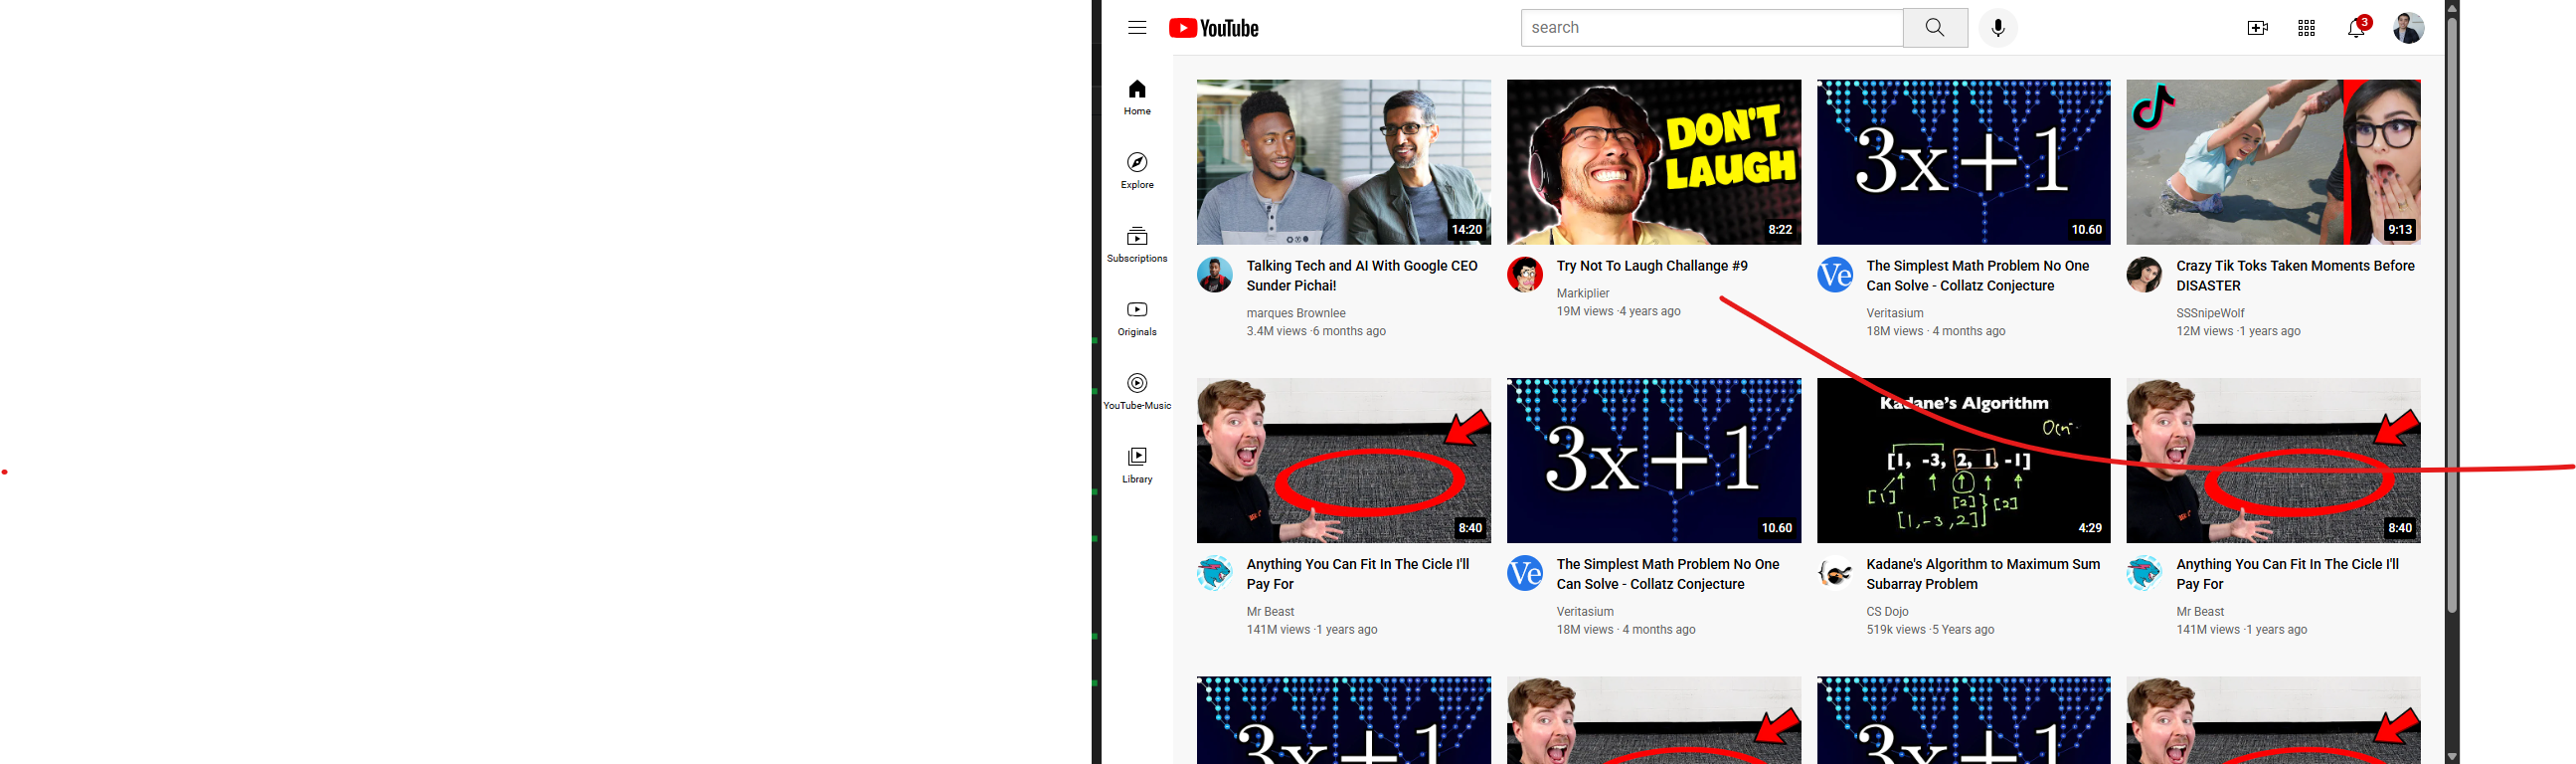 YouTube
search
3
Home
Explore
Subscriptions
Originals
YouTube-Music
Library
DON'T
LAUGH
3x+1
14:20
8:22
10.60
9:13
Talking Tech and AI With Google CEO
Sunder Pichai!
marques Brownlee
3.4M views ·6 months ago
Try Not To Laugh Challange #9
Markiplier
19M views ·4 years ago
Ve
The Simplest Math Problem No One
Can Solve - Collatz Conjecture
Veritasium
18M views · 4 months ago
Crazy Tik Toks Taken Moments Before
DISASTER
SSSnipeWolf
12M views ·1 years ago
3x+1
Kadane's Algorithm
[1, -3, 2, 1, -1]
[1]
[2]
[2]
[1,-3,2]
8:40
10.60
4:29
8:40
Anything You Can Fit In The Cicle I'll
Pay For
Mr Beast
141M views ·1 years ago
Ve
The Simplest Math Problem No One
Can Solve - Collatz Conjecture
Veritasium
18M views · 4 months ago
Kadane's Algorithm to Maximum Sum
Subarray Problem
CS Dojo
519k views ·5 Years ago
Anything You Can Fit In The Cicle I'll
Pay For
Mr Beast
141M views ·1 years ago
3x+1
3x+1